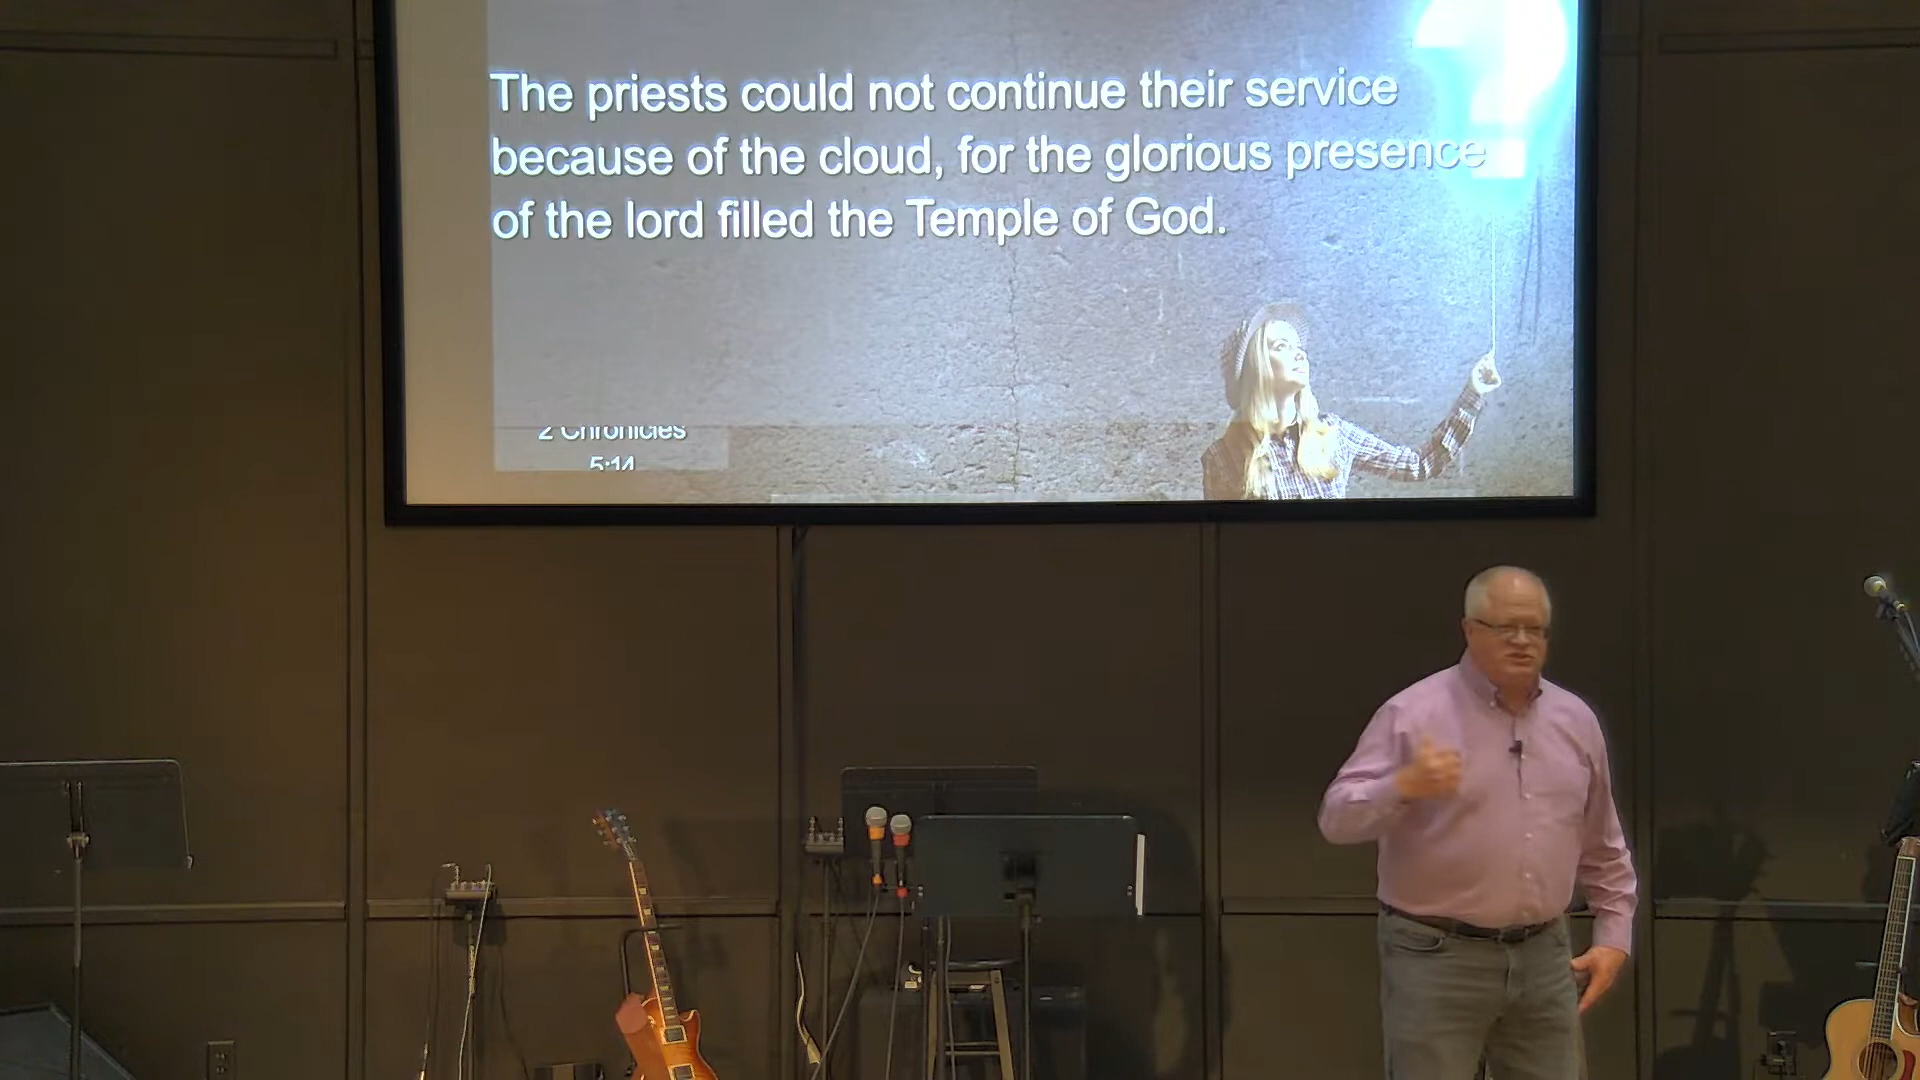 The priests could not continue their service
because of the cloud, for the glorious presence
of the lord filled the Temple of God.
2 Chronicles
5:14